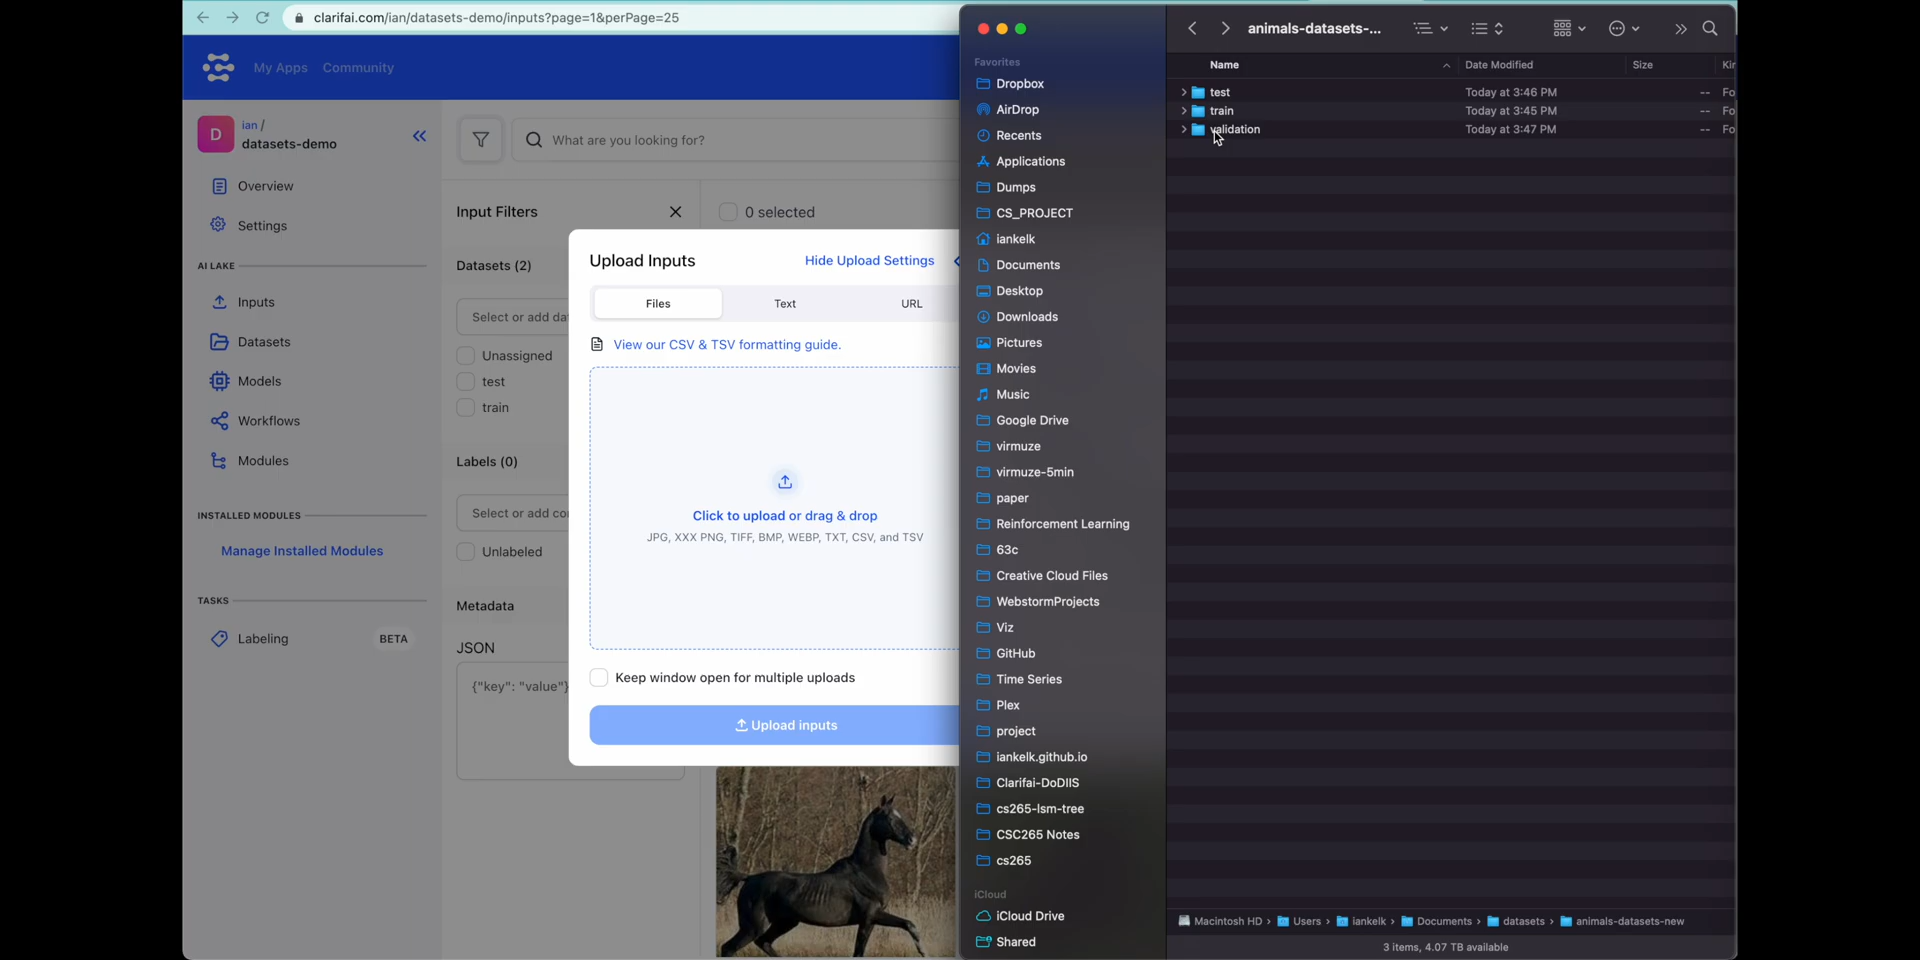 clarifai.com/ian/datasets-demo/inputs?page=1&perPage=25
My Apps Community
D
ian /
datasets-demo
Overview
Settings
AI LAKE
Inputs
Datasets
Models
Workflows
Modules
INSTALLED MODULES
Manage Installed Modules
TASKS
Labeling BETA
What are you looking for?
Input Filters
0 selected
Datasets (2)
Select or add da
Unassigned
test
train
Labels (0)
Select or add co
Unlabeled
Metadata
JSON
{"key": "value"}
Upload Inputs
Hide Upload Settings
Files Text URL
View our CSV & TSV formatting guide.
Click to upload or drag & drop
JPG, XXX PNG, TIFF, BMP, WEBP, TXT, CSV, and TSV
Keep window open for multiple uploads
Upload inputs
Favorites
Dropbox
AirDrop
Recents
Applications
Dumps
CS_PROJECT
iankelk
Documents
Desktop
Downloads
Pictures
Movies
Music
Google Drive
virmuze
virmuze-5min
paper
Reinforcement Learning
63c
Creative Cloud Files
WebstormProjects
Viz
GitHub
Time Series
Plex
project
iankelk.github.io
Clarifai-DoDIIS
cs265-lsm-tree
CSC265 Notes
cs265
iCloud
iCloud Drive
Shared
animals-datasets-...
Name Date Modified Size Kir
test Today at 3:46 PM -- Fo
train Today at 3:45 PM -- Fo
validation Today at 3:47 PM -- Fo
Macintosh HD › Users › iankelk › Documents › datasets › animals-datasets-new
3 items, 4.07 TB available